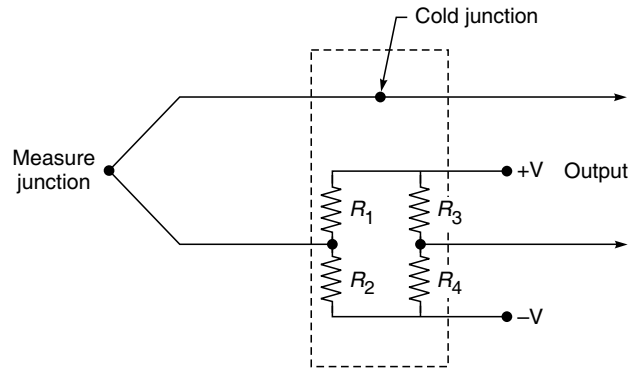 Cold junction
Measure
junction
+V
Output
R1
R3
R2
R4
–V